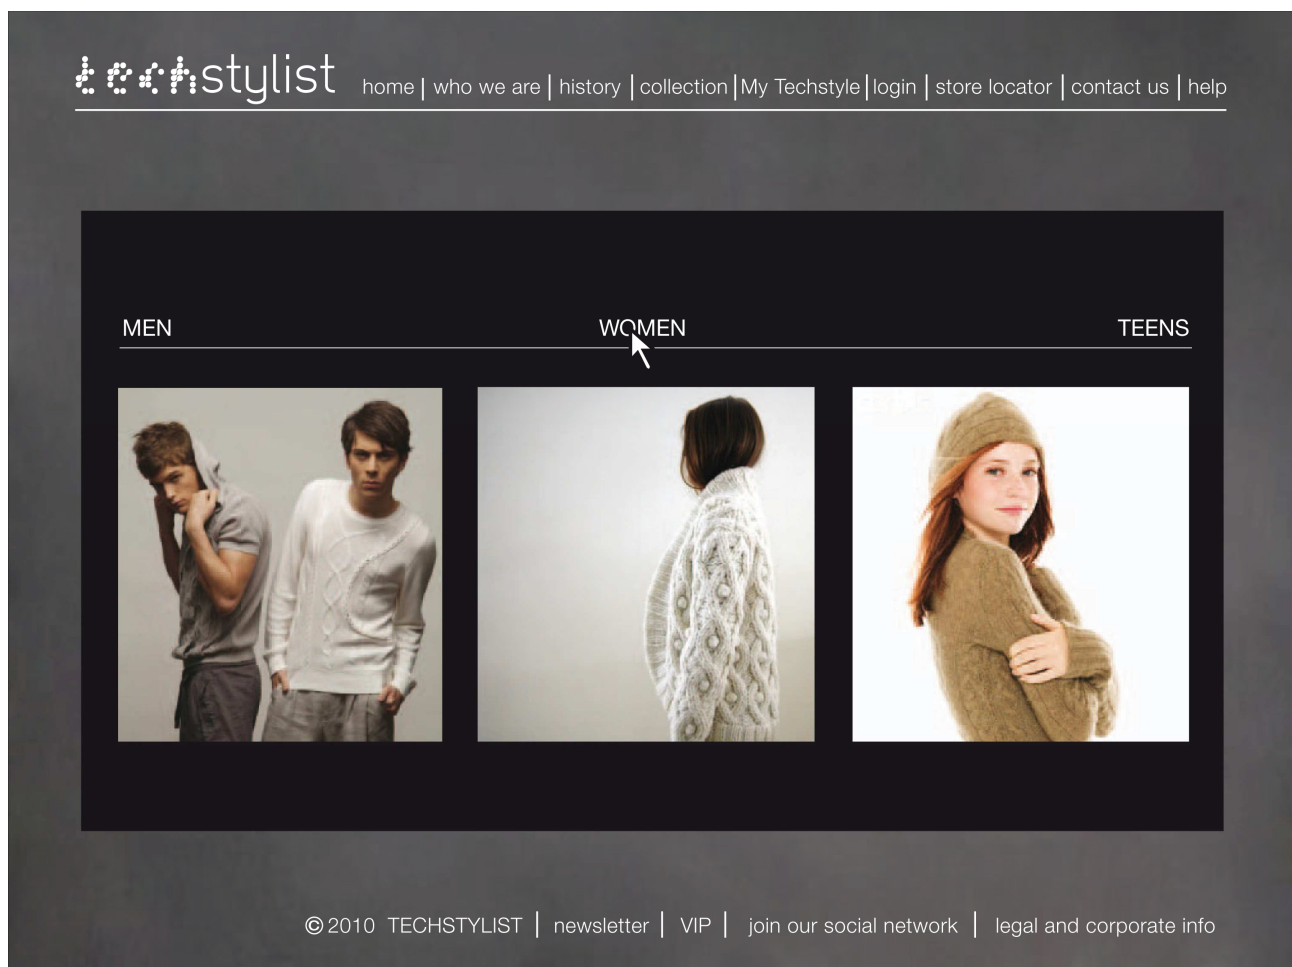 techstylist home | who we are | history | collection | My Techstyle | login | store locator | contact us | help
MEN WOMEN TEENS
© 2010 TECHSTYLIST | newsletter | VIP | join our social network | legal and corporate info